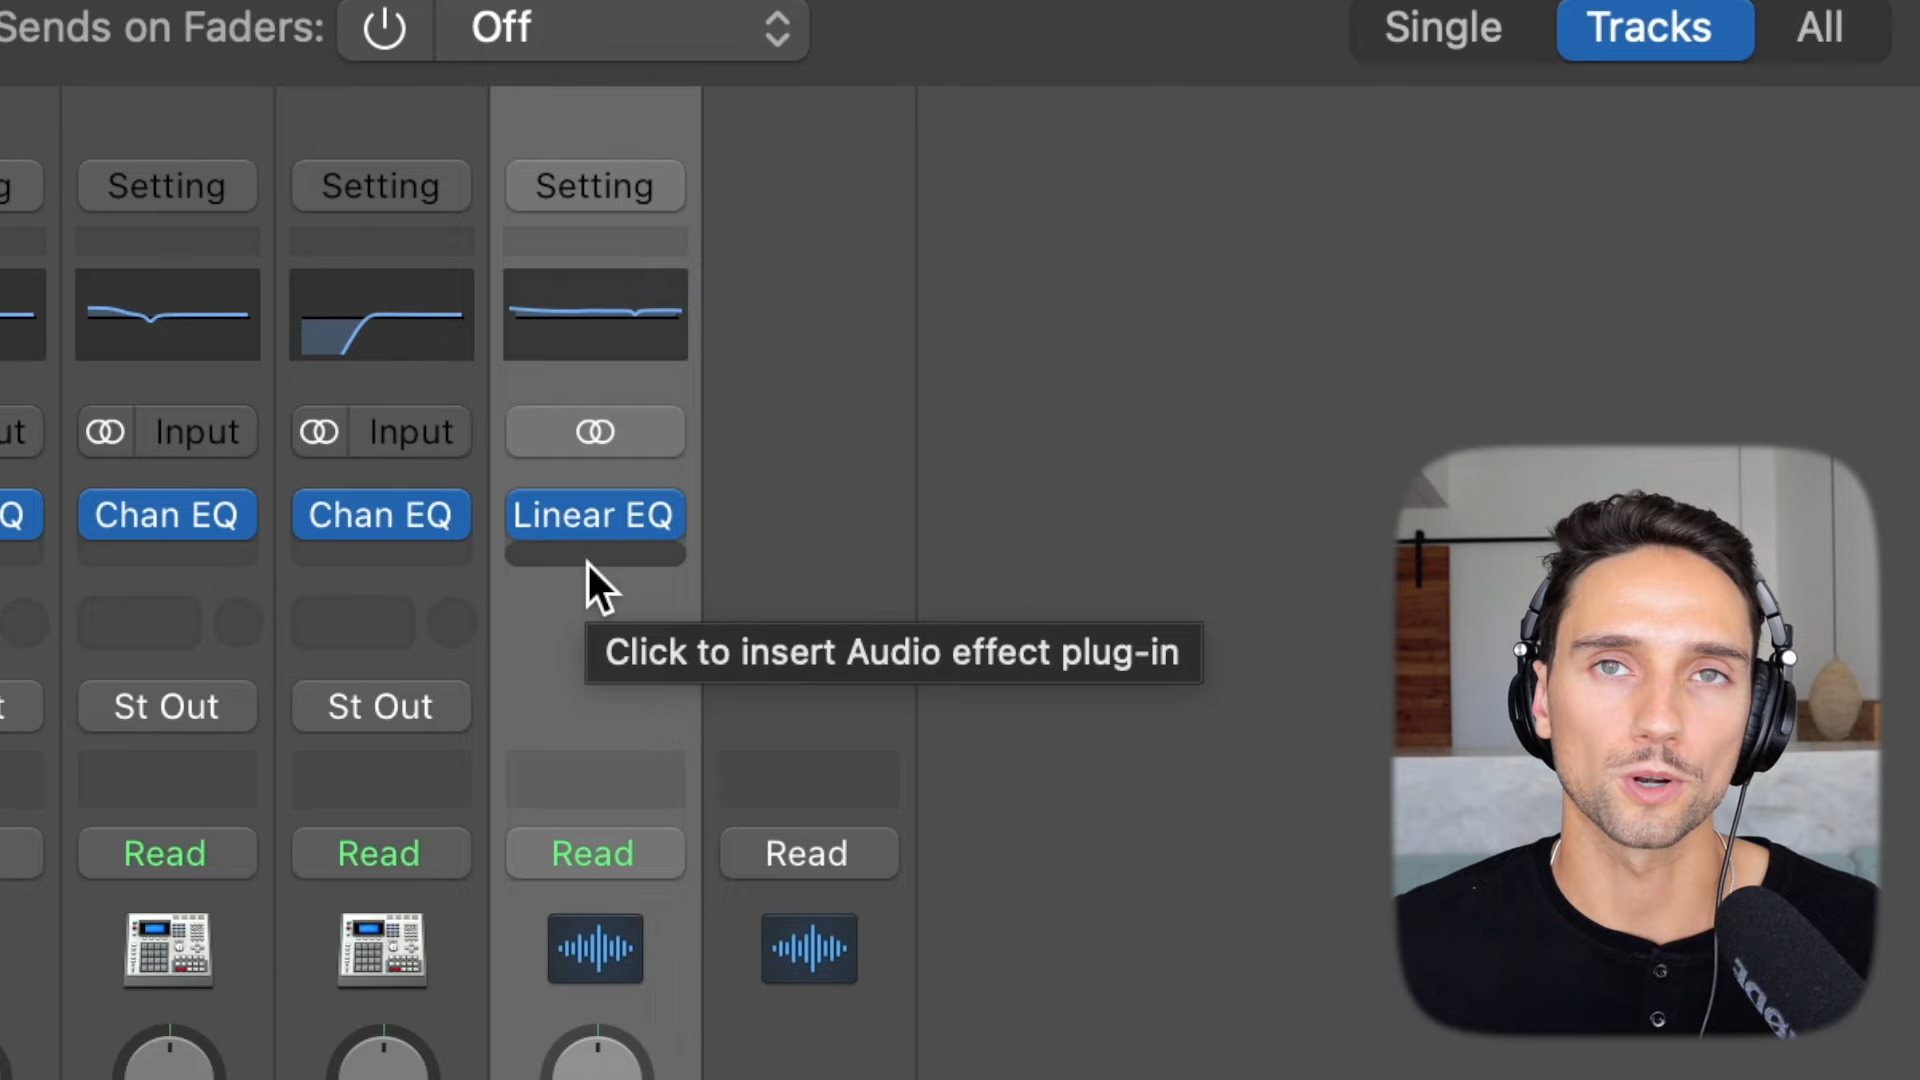 Sends on Faders: Off Single Tracks All
g Setting Setting Setting
ut Input Input
Q Chan EQ Chan EQ Linear EQ
Click to insert Audio effect plug-in
t St Out St Out
Read Read Read Read